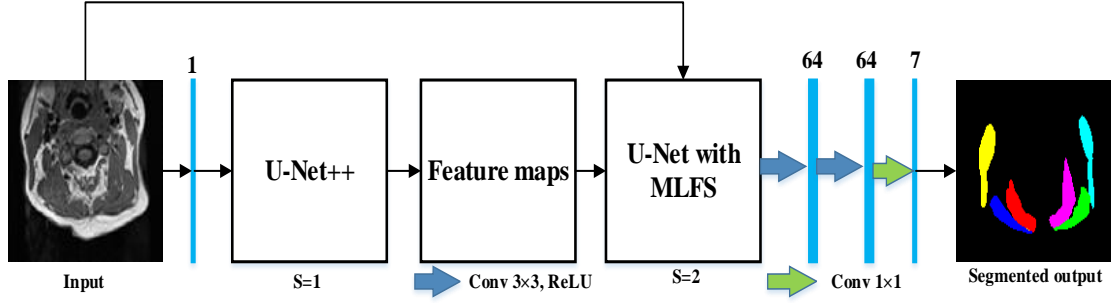 1
64
64
7
U-Net++
Feature maps
U-Net with
MLFS
Input
S=1
Conv 3×3, ReLU
S=2
Conv 1×1
Segmented output